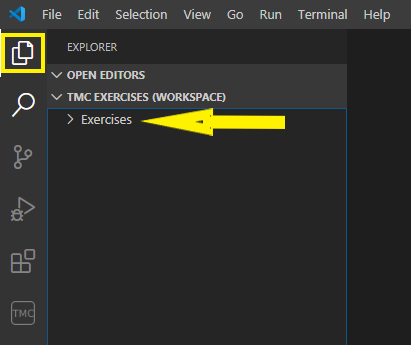 File Edit Selection View Go Run Terminal Help
EXPLORER
OPEN EDITORS
TMC EXERCISES (WORKSPACE)
Exercises
TMC